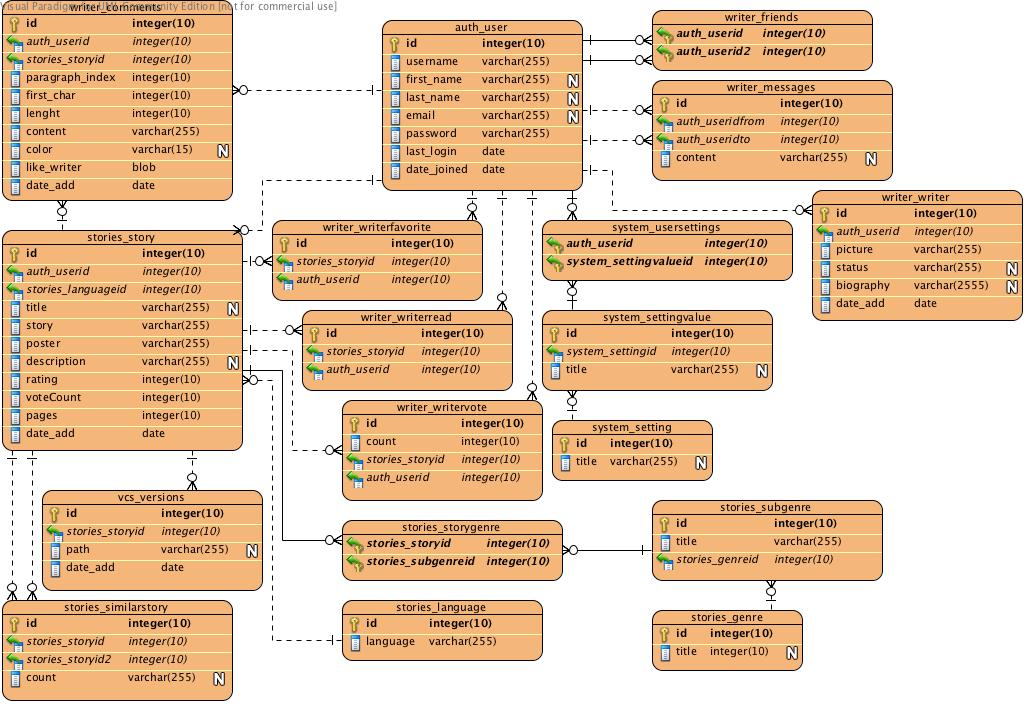 Visual Paradigm for UML Community Edition [not for commercial use]
writer_comments
id integer(10)
auth_userid integer(10)
stories_storyid integer(10)
paragraph_index integer(10)
first_char integer(10)
lenght integer(10)
content varchar(255)
color varchar(15) N
like_writer blob
date_add date
auth_user
id integer(10)
username varchar(255)
first_name varchar(255) N
last_name varchar(255) N
email varchar(255) N
password varchar(255)
last_login date
date_joined date
writer_friends
auth_userid integer(10)
auth_userid2 integer(10)
writer_messages
id integer(10)
auth_useridfrom integer(10)
auth_useridto integer(10)
content varchar(255) N
writer_writer
id integer(10)
auth_userid integer(10)
picture varchar(255)
status varchar(255) N
biography varchar(2555) N
date_add date
stories_story
id integer(10)
auth_userid integer(10)
stories_languageid integer(10)
title varchar(255) N
story varchar(255)
poster varchar(255)
description varchar(255) N
rating integer(10)
voteCount integer(10)
pages integer(10)
date_add date
writer_writerfavorite
id integer(10)
stories_storyid integer(10)
auth_userid integer(10)
system_usersettings
auth_userid integer(10)
system_settingvalueid integer(10)
writer_writerread
id integer(10)
stories_storyid integer(10)
auth_userid integer(10)
system_settingvalue
id integer(10)
system_settingid integer(10)
title varchar(255) N
writer_writervote
id integer(10)
count integer(10)
stories_storyid integer(10)
auth_userid integer(10)
system_setting
id integer(10)
title varchar(255) N
vcs_versions
id integer(10)
stories_storyid integer(10)
path varchar(255) N
date_add date
stories_storygenre
stories_storyid integer(10)
stories_subgenreid integer(10)
stories_subgenre
id integer(10)
title varchar(255)
stories_genreid integer(10)
stories_similarstory
id integer(10)
stories_storyid integer(10)
stories_storyid2 integer(10)
count varchar(255) N
stories_language
id integer(10)
language varchar(255)
stories_genre
id integer(10)
title integer(10) N